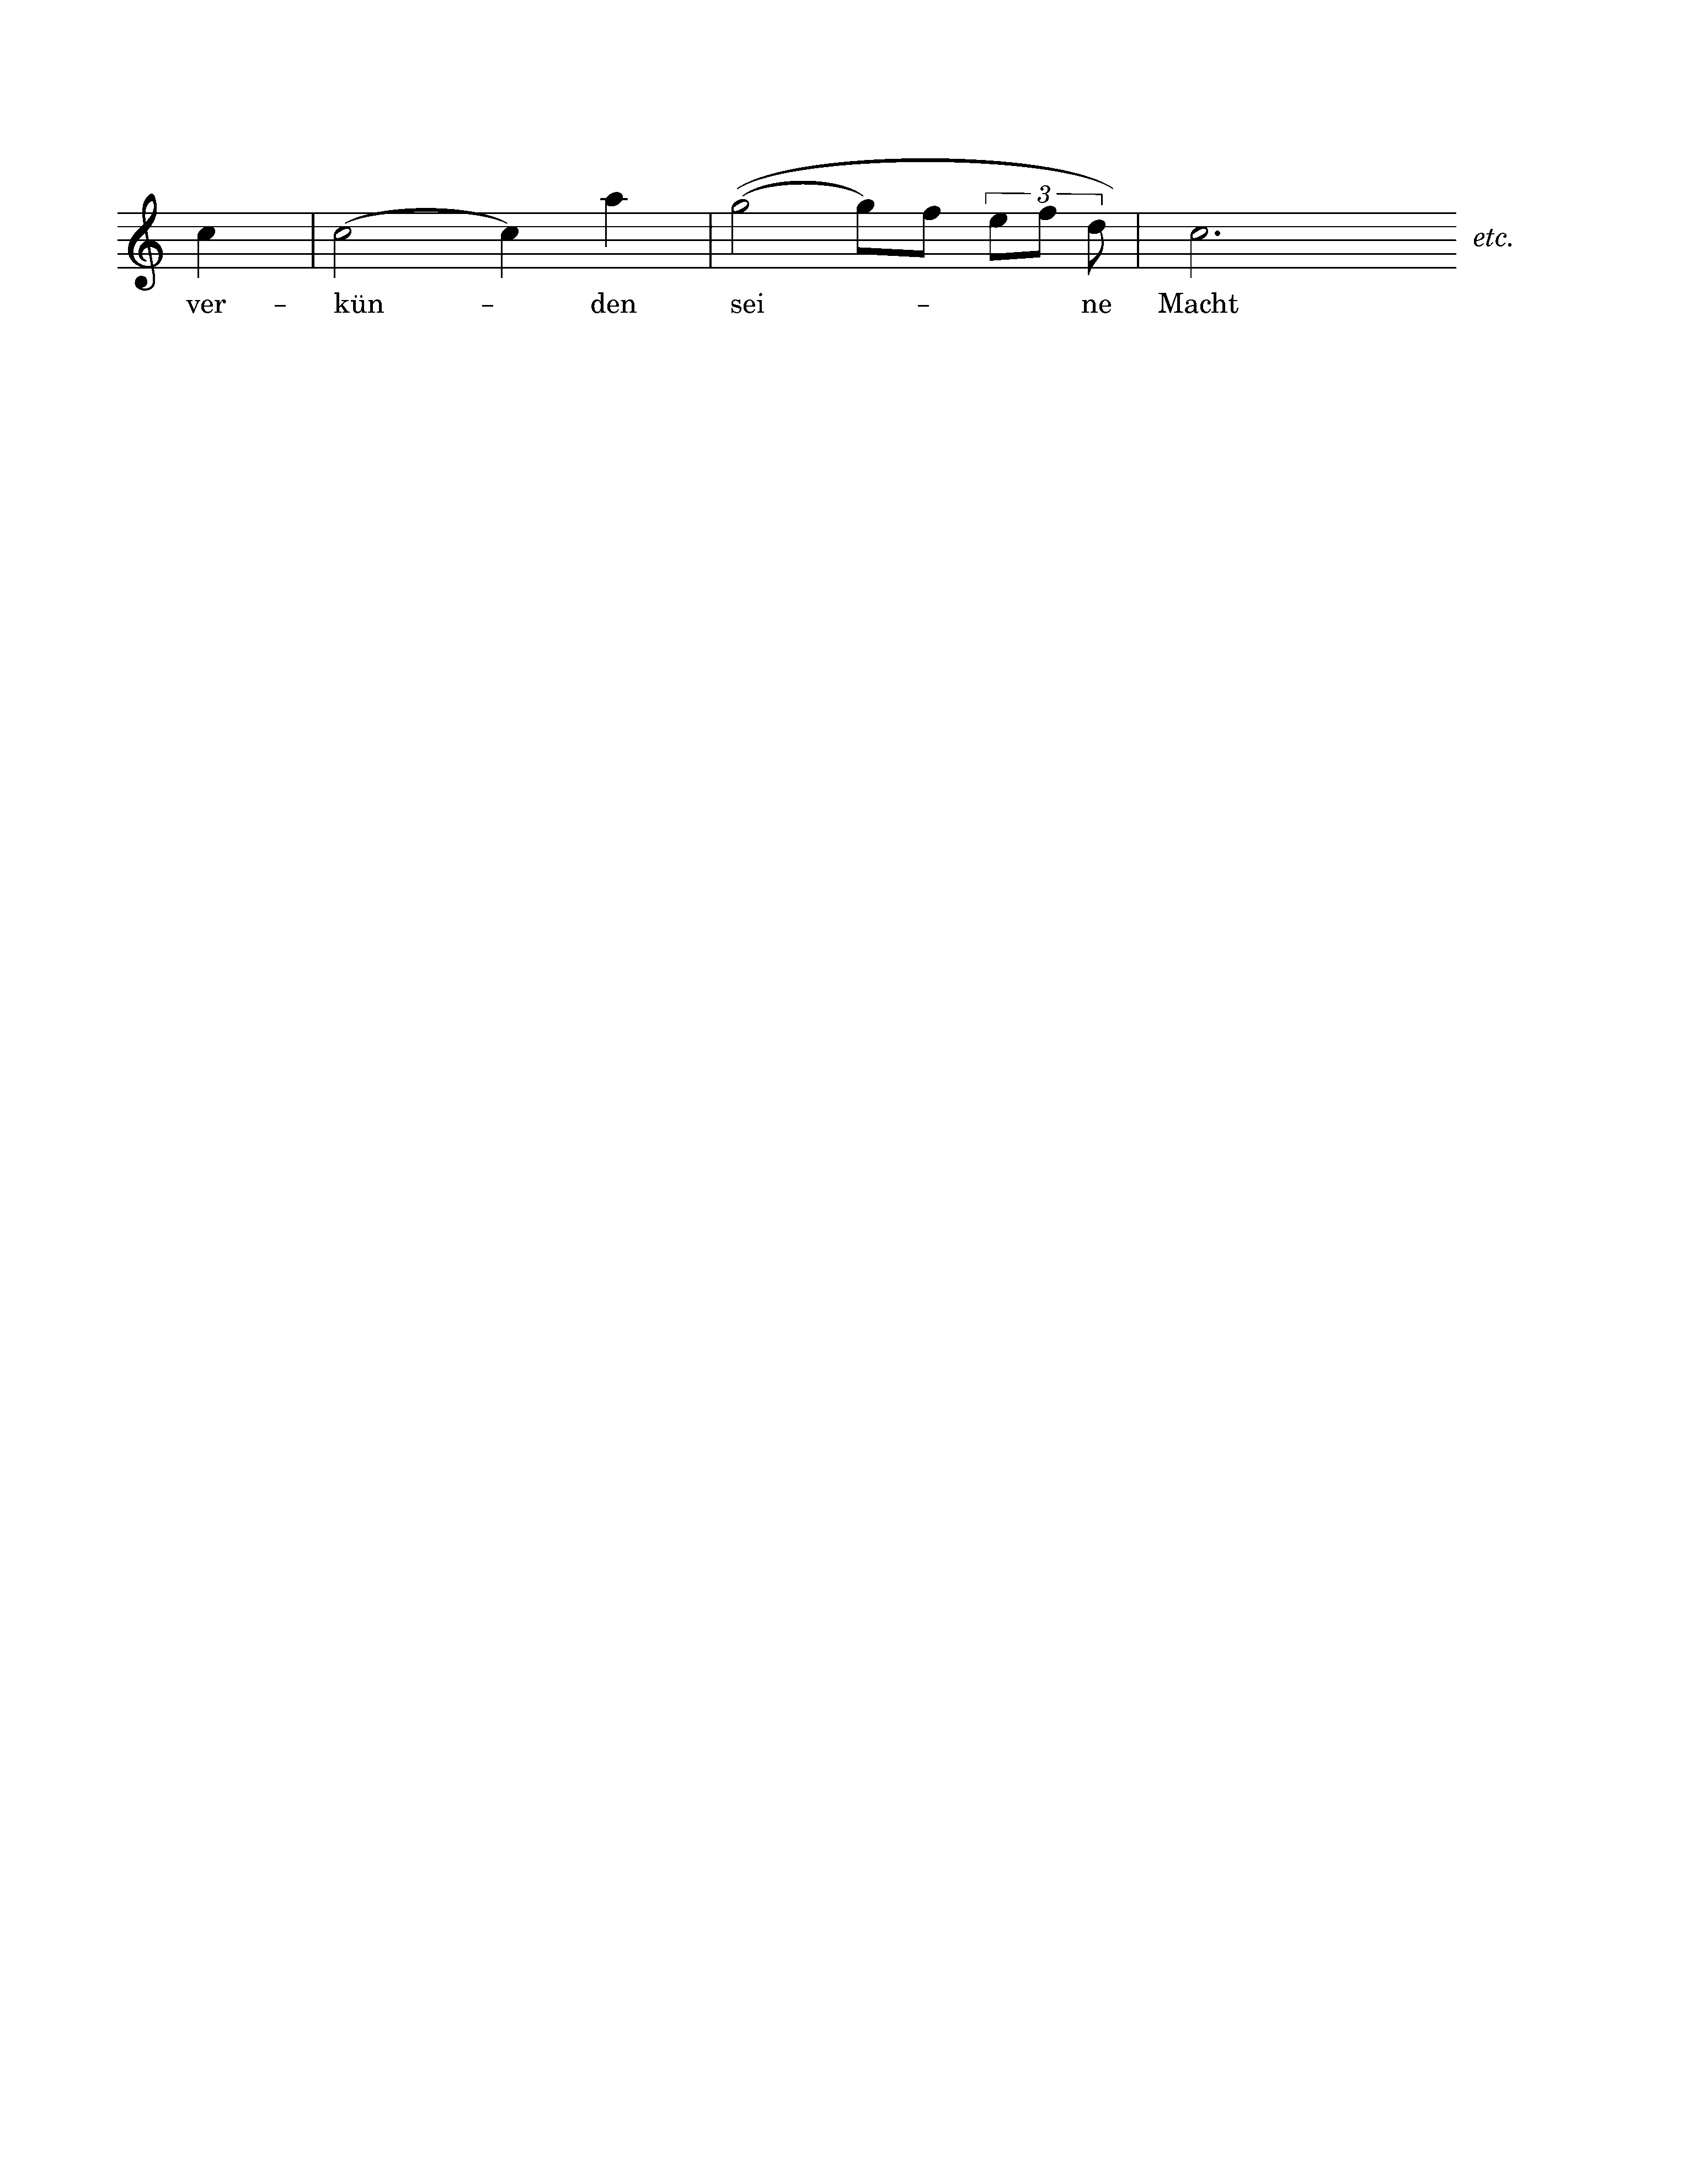 3
etc.
ver – kün – den sei – ne Macht